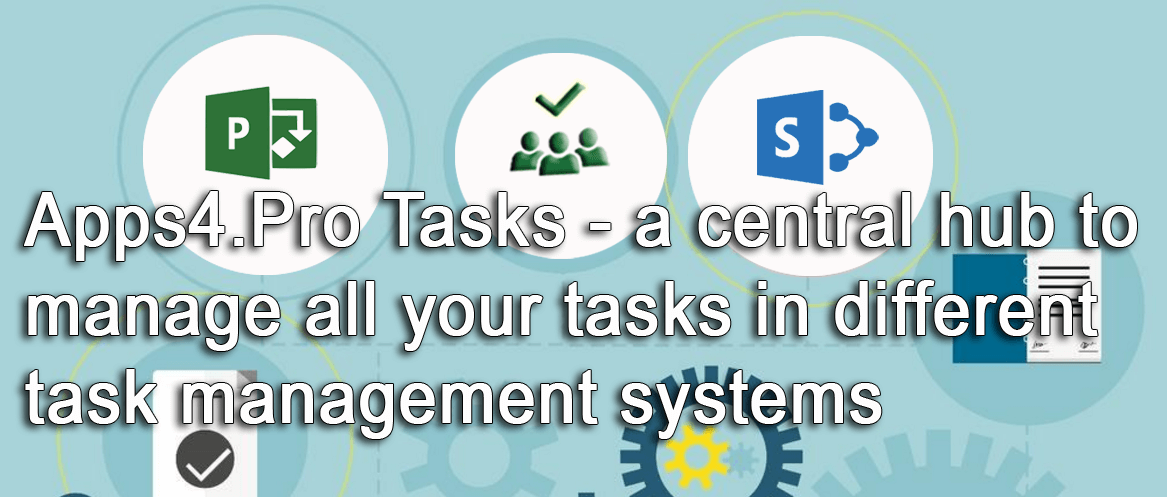 P
S
Apps4.Pro Tasks - a central hub to
manage all your tasks in different
task management systems